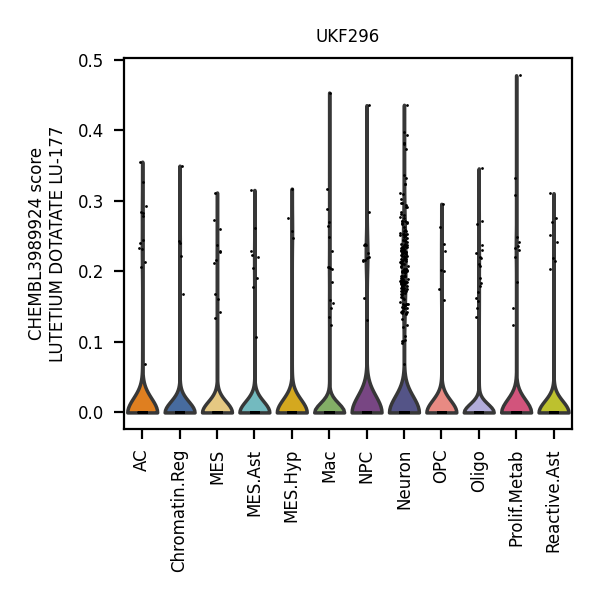 UKF296
CHEMBL3989924 score
LUTETIUM DOTATATE LU-177
0.5
0.4
0.3
0.2
0.1
0.0
AC
Chromatin.Reg
MES
MES.Ast
MES.Hyp
Mac
NPC
Neuron
OPC
Oligo
Prolif.Metab
Reactive.Ast